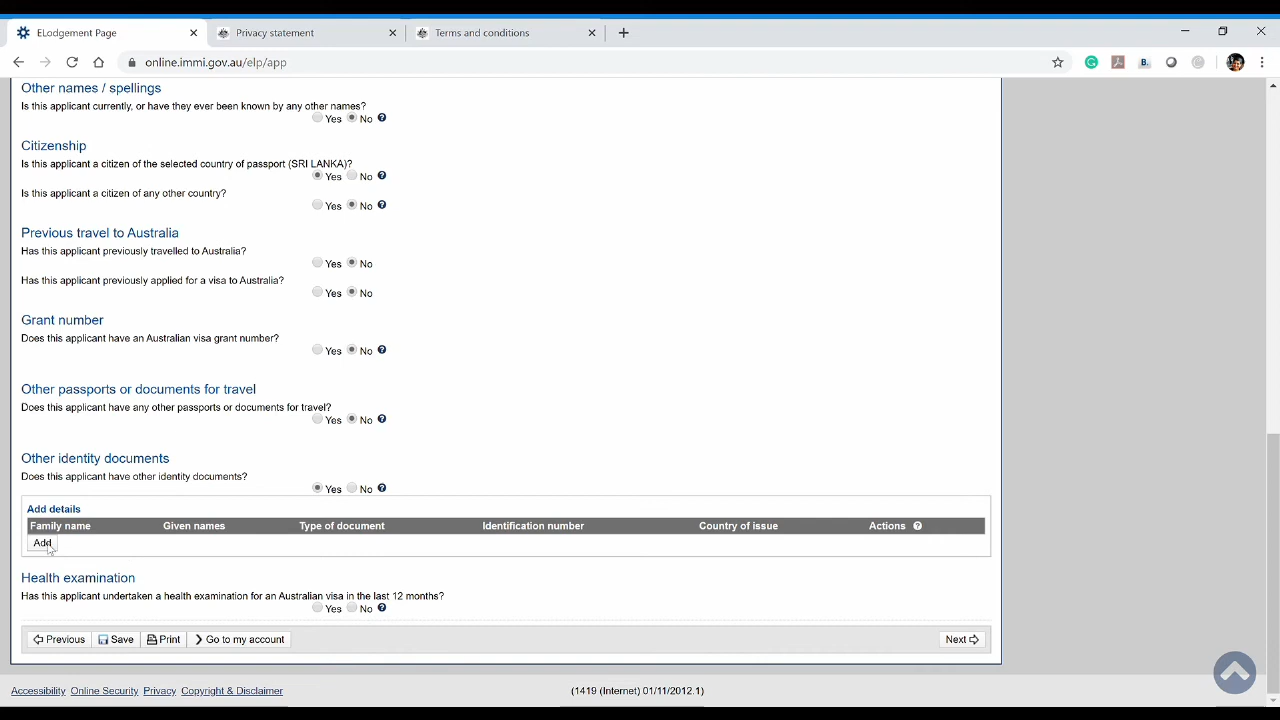 ELodgement Page
Privacy statement
Terms and conditions
online.immi.gov.au/elp/app
Other names / spellings
Is this applicant currently, or have they ever been known by any other names?
Yes No
Citizenship
Is this applicant a citizen of the selected country of passport (SRI LANKA)?
Yes No
Is this applicant a citizen of any other country?
Yes No
Previous travel to Australia
Has this applicant previously travelled to Australia?
Yes No
Has this applicant previously applied for a visa to Australia?
Yes No
Grant number
Does this applicant have an Australian visa grant number?
Yes No
Other passports or documents for travel
Does this applicant have any other passports or documents for travel?
Yes No
Other identity documents
Does this applicant have other identity documents?
Yes No
Add details
Family name Given names Type of document Identification number Country of issue Actions
Add
Health examination
Has this applicant undertaken a health examination for an Australian visa in the last 12 months?
Yes No
Previous Save Print Go to my account Next
Accessibility Online Security Privacy Copyright & Disclaimer (1419 (Internet) 01/11/2012.1)